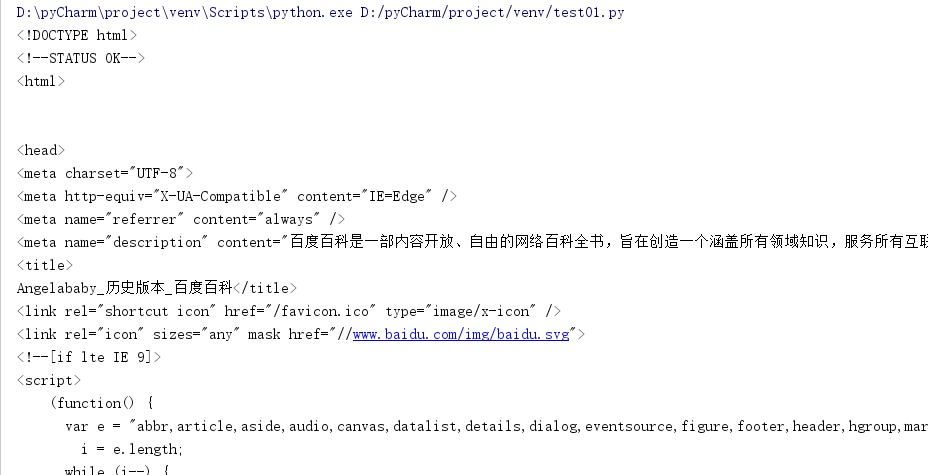 D:\pyCharm\project\venv\Scripts\python.exe D:/pyCharm/project/venv/test01.py
<!DOCTYPE html>
<!--STATUS OK-->
<html>
<head>
<meta charset="UTF-8">
<meta http-equiv="X-UA-Compatible" content="IE=Edge" />
<meta name="referrer" content="always" />
<meta name="description" content="百度百科是一部内容开放、自由的网络百科全书，旨在创造一个涵盖所有领域知识，服务所有互联
<title>
Angelababy_历史版本_百度百科</title>
<link rel="shortcut icon" href="/favicon.ico" type="image/x-icon" />
<link rel="icon" sizes="any" mask href="//www.baidu.com/img/baidu.svg">
<!--[if lte IE 9]>
<script>
(function() {
var e = "abbr,article,aside,audio,canvas,datalist,details,dialog,eventsource,figure,footer,header,hgroup,mar
i = e.length;
while (i--) {